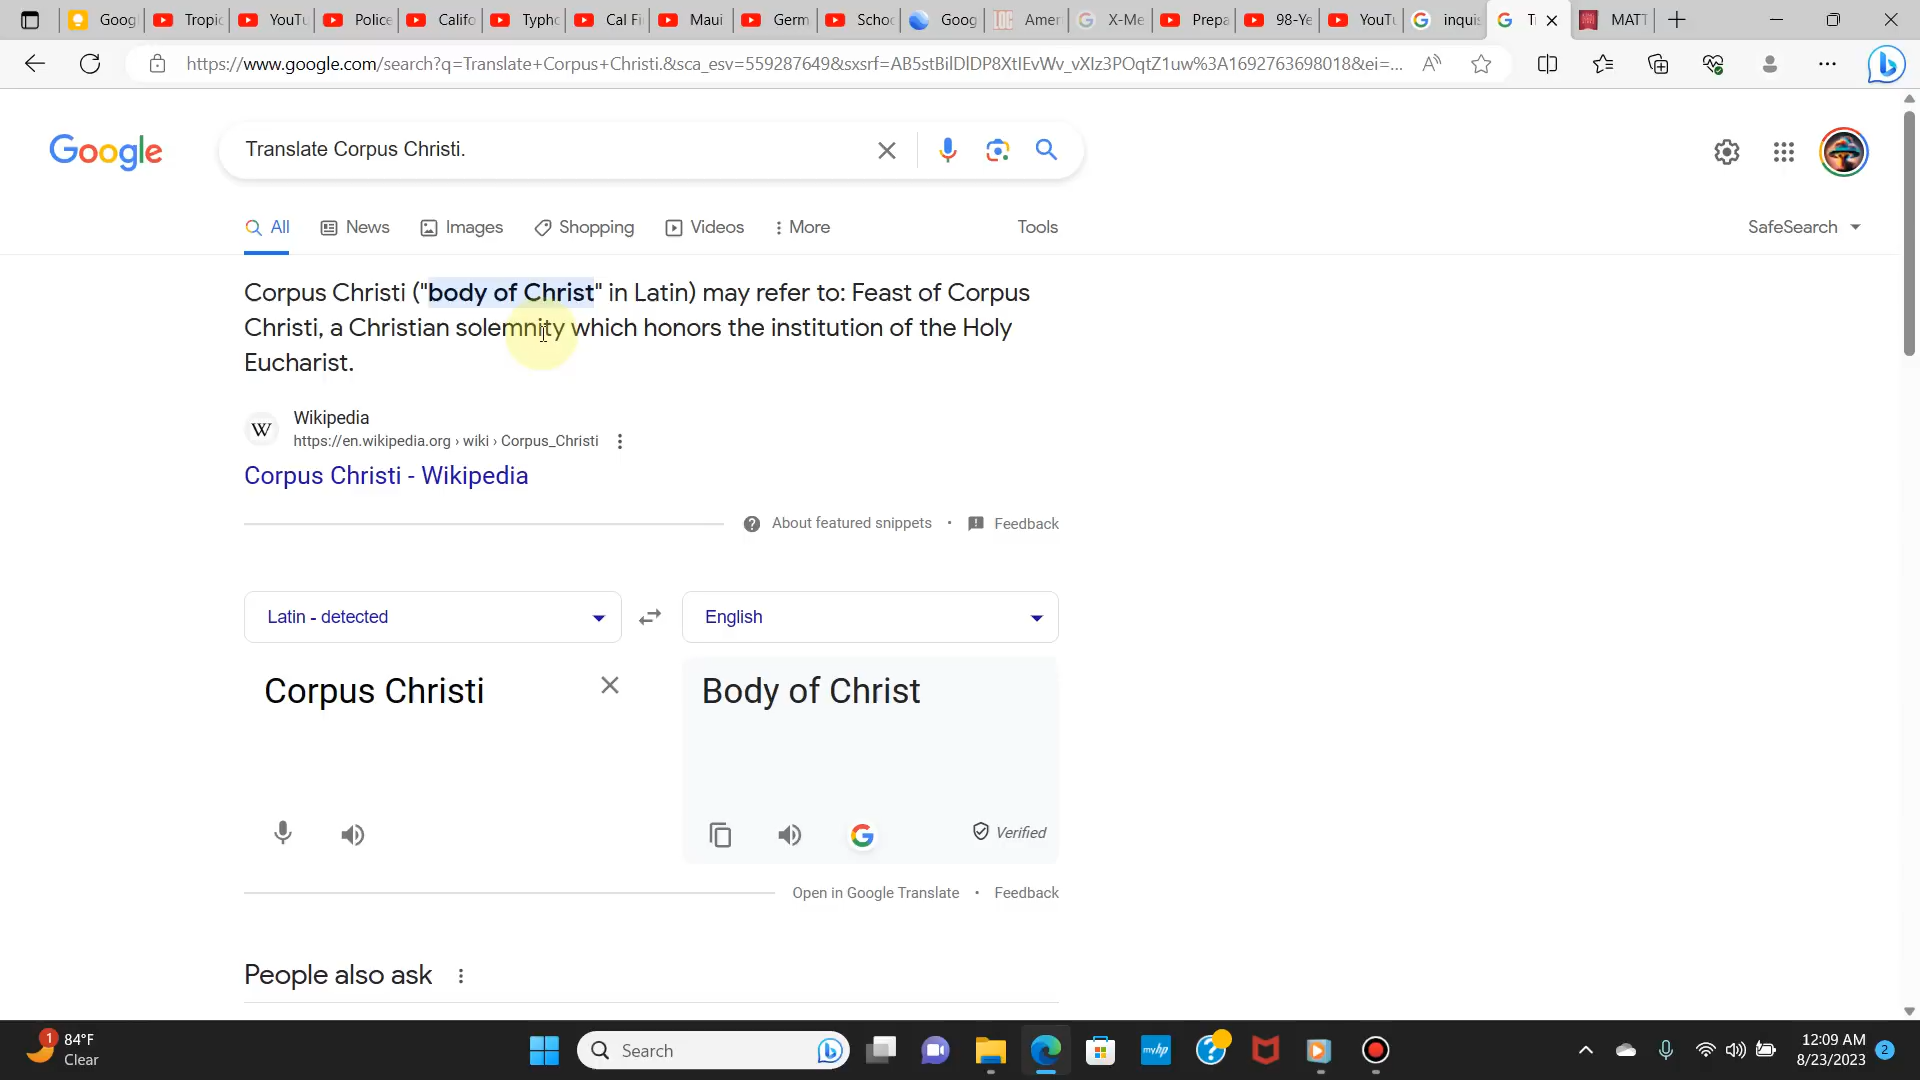 Goog
Tropic
YouTu
Police
Califo
Typho
Cal Fi
Maui
Germ
Schoo
Goog
Amer
X-Me
Prepa
98-Ye
YouTu
inquis
MATT
https://www.google.com/search?q=Translate+Corpus+Christi.&sca_esv=559287649&sxsrf=AB5stBilDlDP8XtIEvWv_vXIz3POqtZ1uw%3A1692763698018&ei=...
Google
Translate Corpus Christi.
All
News
Images
Shopping
Videos
More
Tools
SafeSearch
Corpus Christi ("body of Christ" in Latin) may refer to: Feast of Corpus
Christi, a Christian solemnity which honors the institution of the Holy
Eucharist.
W
Wikipedia
https://en.wikipedia.org › wiki › Corpus_Christi
Corpus Christi - Wikipedia
About featured snippets • Feedback
Latin - detected
English
Corpus Christi
Body of Christ
Verified
Open in Google Translate • Feedback
People also ask
1
84°F
Clear
Search
myhp
12:09 AM
8/23/2023
2